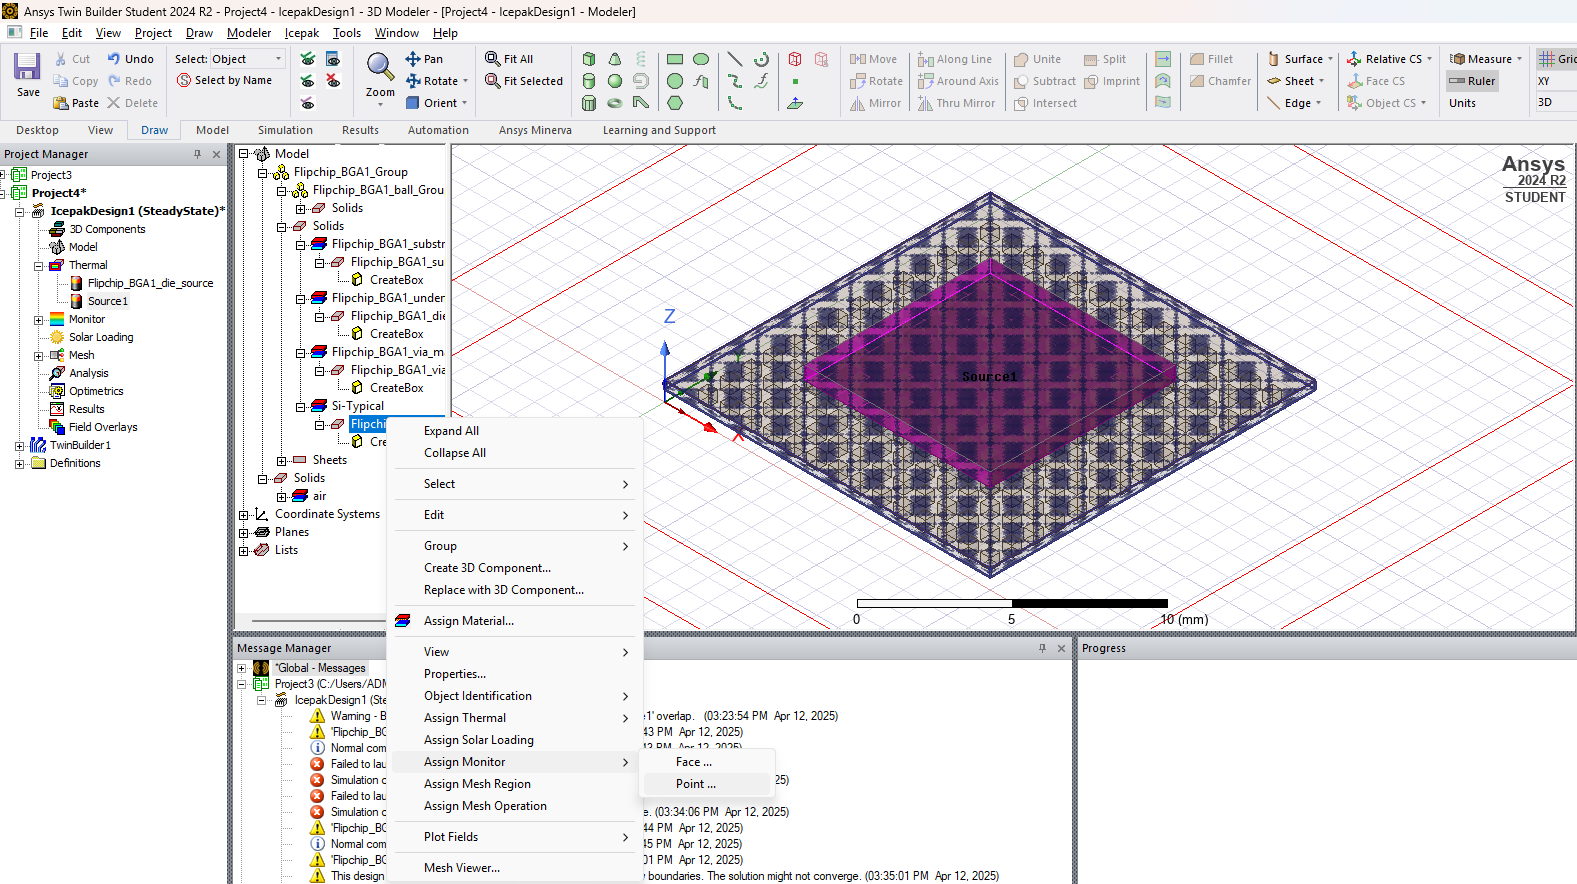 Ansys Twin Builder Student 2024 R2 - Project4 - IcepakDesign1 - 3D Modeler - [Project4 - IcepakDesign1 - Modeler]
File Edit View Project Draw Modeler Icepak Tools Window Help
Save
Cut
Copy
Paste
Undo
Redo
Delete
Select: Object
Select by Name
Zoom
Pan
Rotate
Orient
Fit All
Fit Selected
Move
Rotate
Mirror
Along Line
Around Axis
Thru Mirror
Unite
Subtract
Intersect
Split
Imprint
Fillet
Chamfer
Surface
Sheet
Edge
Relative CS
Face CS
Object CS
Measure
Ruler
Units
Grid
XY
3D
Desktop View Draw Model Simulation Results Automation Ansys Minerva Learning and Support
Project Manager
Project3
Project4*
IcepakDesign1 (SteadyState)*
3D Components
Model
Thermal
Flipchip_BGA1_die_source
Source1
Monitor
Solar Loading
Mesh
Analysis
Optimetrics
Results
Field Overlays
TwinBuilder1
Definitions
Model
Flipchip_BGA1_Group
Flipchip_BGA1_ball_Grou
Solids
Solids
Flipchip_BGA1_substr
Flipchip_BGA1_su
CreateBox
Flipchip_BGA1_under
Flipchip_BGA1_die
CreateBox
Flipchip_BGA1_via_ma
Flipchip_BGA1_via
CreateBox
Si-Typical
Flipchi
Cre
Sheets
Solids
air
Coordinate Systems
Planes
Lists
Expand All
Collapse All
Select
Edit
Group
Create 3D Component...
Replace with 3D Component...
Assign Material...
View
Properties...
Object Identification
Assign Thermal
Assign Solar Loading
Assign Monitor
Assign Mesh Region
Assign Mesh Operation
Plot Fields
Mesh Viewer...
Face ...
Point ...
Ansys
2024 R2
STUDENT
Z
X
Source1
0 5 10 (mm)
Message Manager
*Global - Messages
Project3 (C:/Users/ADM
IcepakDesign1 (Ste
Warning - B
1' overlap. (03:23:54 PM Apr 12, 2025)
'Flipchip_BG
43 PM Apr 12, 2025)
Normal com
43 PM Apr 12, 2025)
Failed to lau
Simulation c
25)
Failed to lau
Simulation c
e. (03:34:06 PM Apr 12, 2025)
'Flipchip_BG
44 PM Apr 12, 2025)
Normal com
45 PM Apr 12, 2025)
'Flipchip_BG
01 PM Apr 12, 2025)
This design
boundaries. The solution might not converge. (03:35:01 PM Apr 12, 2025)
Progress